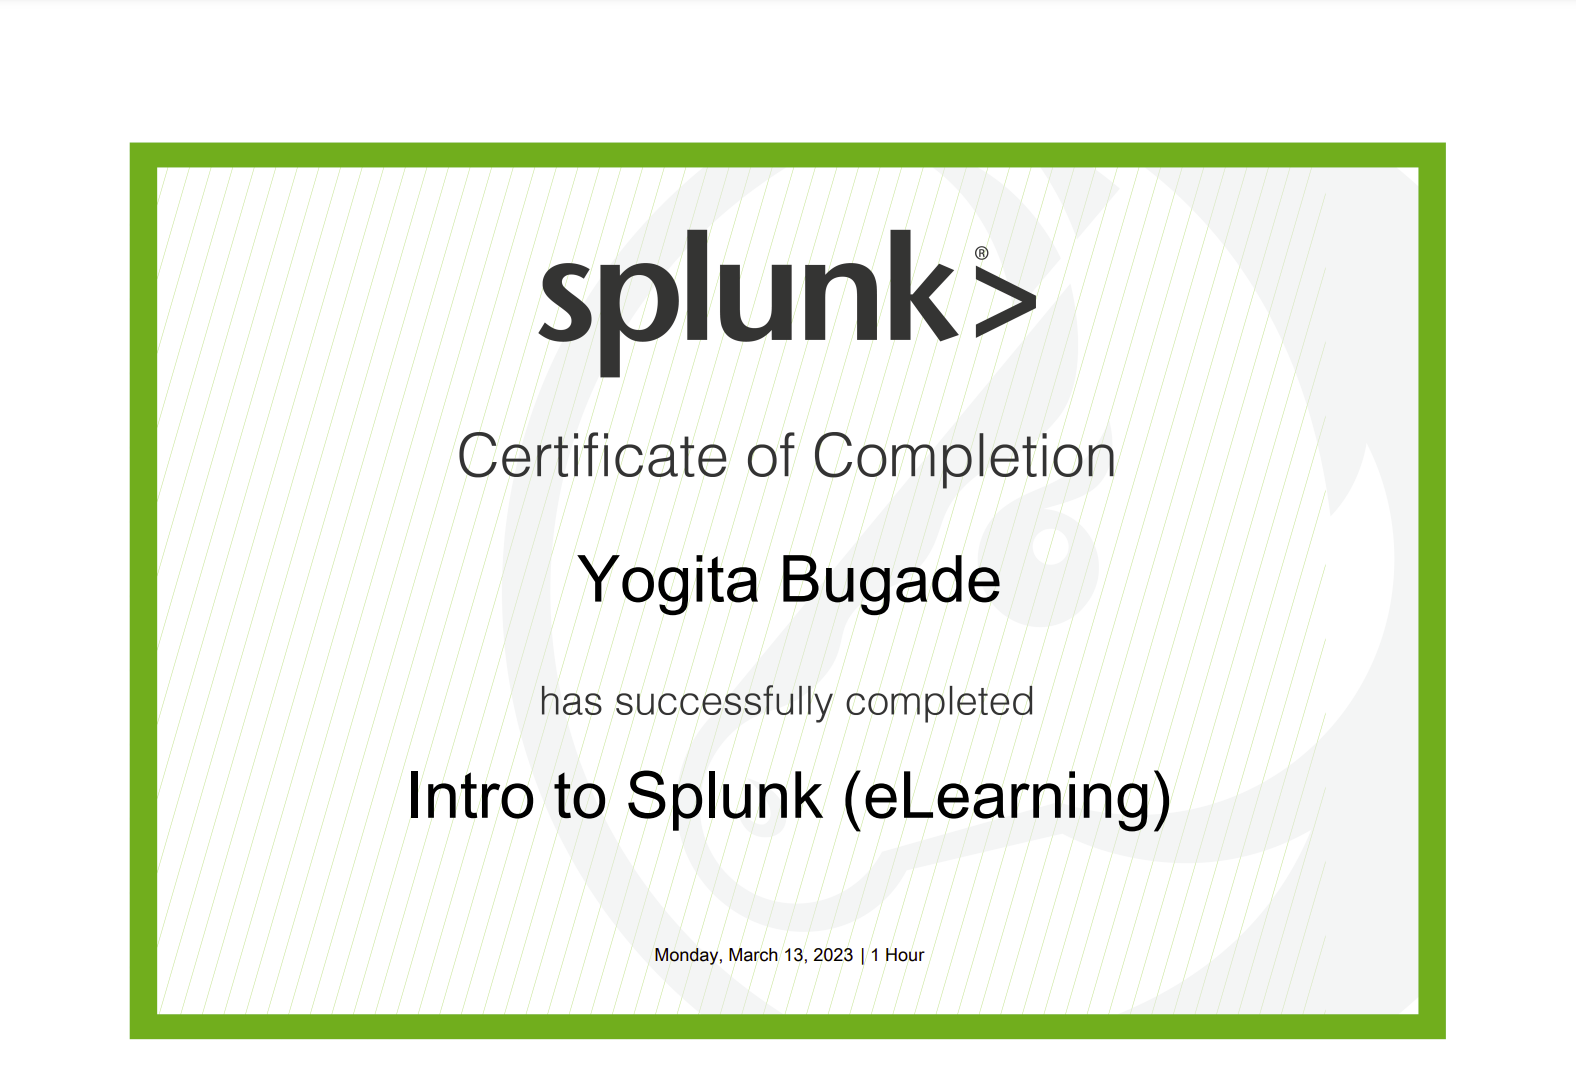 splunk>®
Certificate of Completion
Yogita Bugade
has successfully completed
Intro to Splunk (eLearning)
Monday, March 13, 2023 | 1 Hour